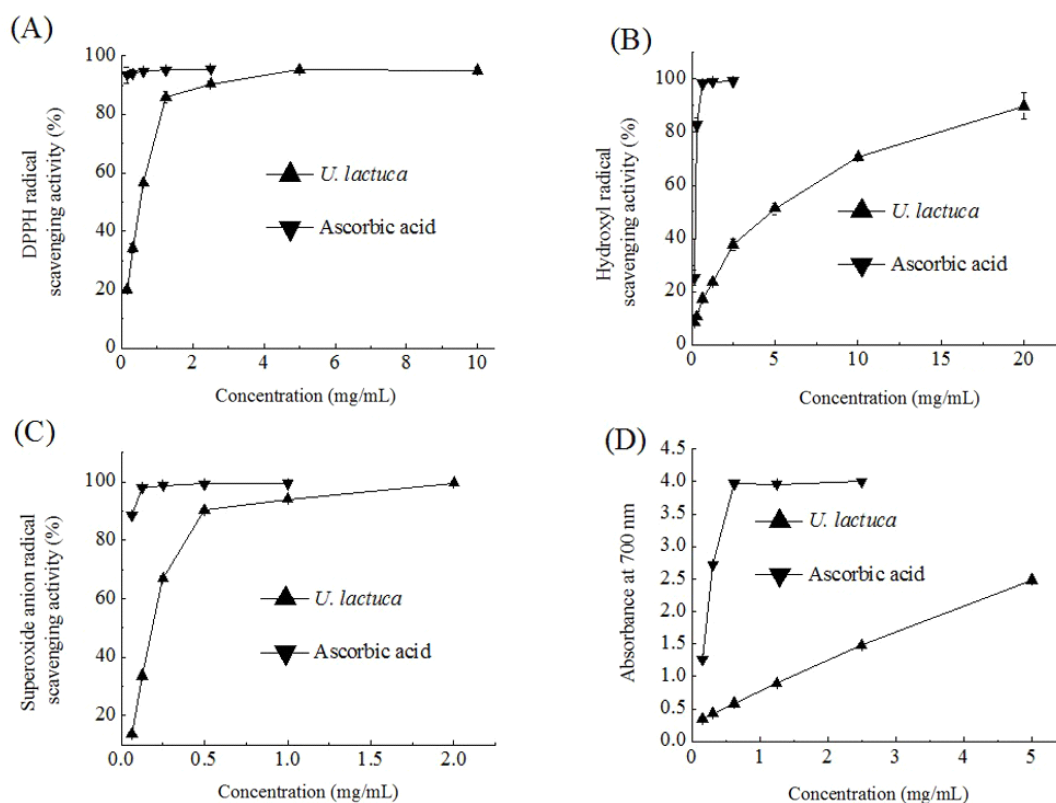 (A)
100
80
60
40
20
0
0
2
4
6
8
10
DPPH radical
scavenging activity (%)
Concentration (mg/mL)
U. lactuca
Ascorbic acid
(B)
100
80
60
40
20
0
0
5
10
15
20
Hydroxyl radical
scavenging activity (%)
Concentration (mg/mL)
U. lactuca
Ascorbic acid
(C)
100
80
60
40
20
0.0
0.5
1.0
1.5
2.0
Superoxide anion radical
scavenging activity (%)
Concentration (mg/mL)
U. lactuca
Ascorbic acid
(D)
4.5
4.0
3.5
3.0
2.5
2.0
1.5
1.0
0.5
0.0
0
1
2
3
4
5
Absorbance at 700 nm
Concentration (mg/mL)
U. lactuca
Ascorbic acid